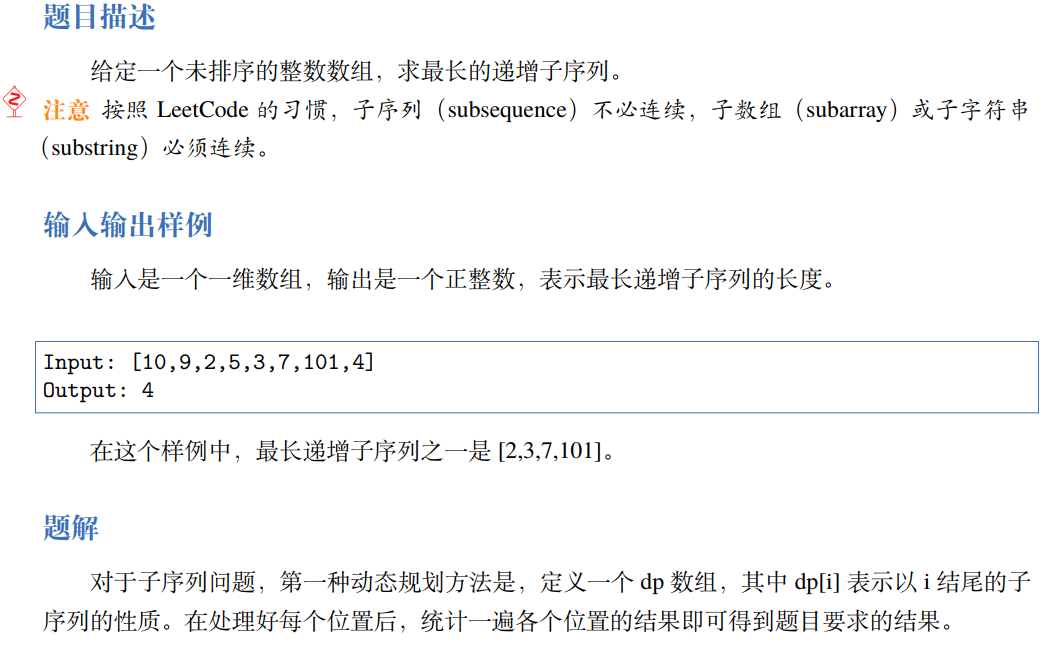 题目描述
给定一个未排序的整数数组，求最长的递增子序列。
注意 按照 LeetCode 的习惯，子序列（subsequence）不必连续，子数组（subarray）或子字符串
（substring）必须连续。
输入输出样例
输入是一个一维数组，输出是一个正整数，表示最长递增子序列的长度。
Input: [10,9,2,5,3,7,101,4]
Output: 4
在这个样例中，最长递增子序列之一是 [2,3,7,101]。
题解
对于子序列问题，第一种动态规划方法是，定义一个 dp 数组，其中 dp[i] 表示以 i 结尾的子
序列的性质。在处理好每个位置后，统计一遍各个位置的结果即可得到题目要求的结果。